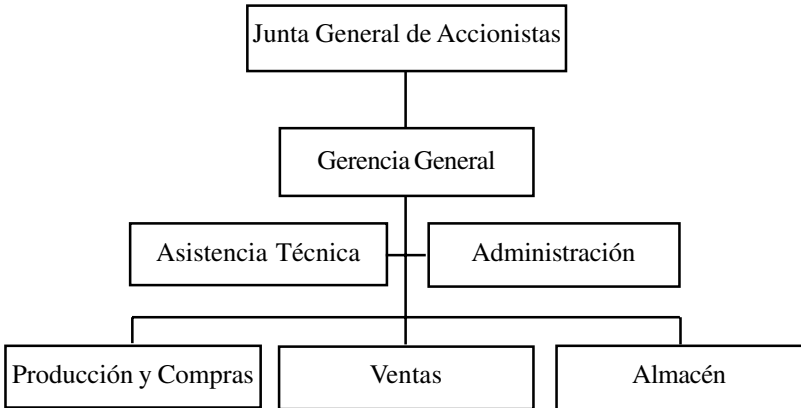 Junta General de Accionistas
Gerencia General
Asistencia Técnica
Administración
Producción y Compras
Ventas
Almacén